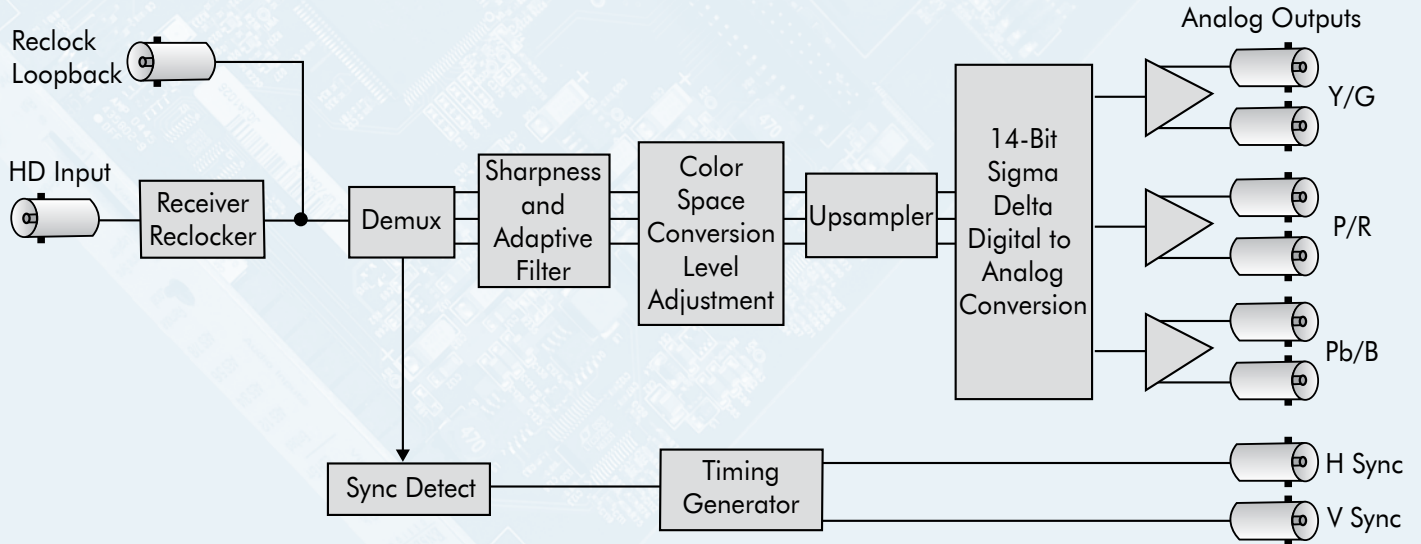 Analog Outputs
Reclock
Loopback
Y/G
HD Input
Receiver
Reclocker
Demux
Sharpness
and
Adaptive
Filter
Color
Space
Conversion
Level
Adjustment
Upsampler
14-Bit
Sigma
Delta
Digital to
Analog
Conversion
P/R
Pb/B
Sync Detect
Timing
Generator
H Sync
V Sync